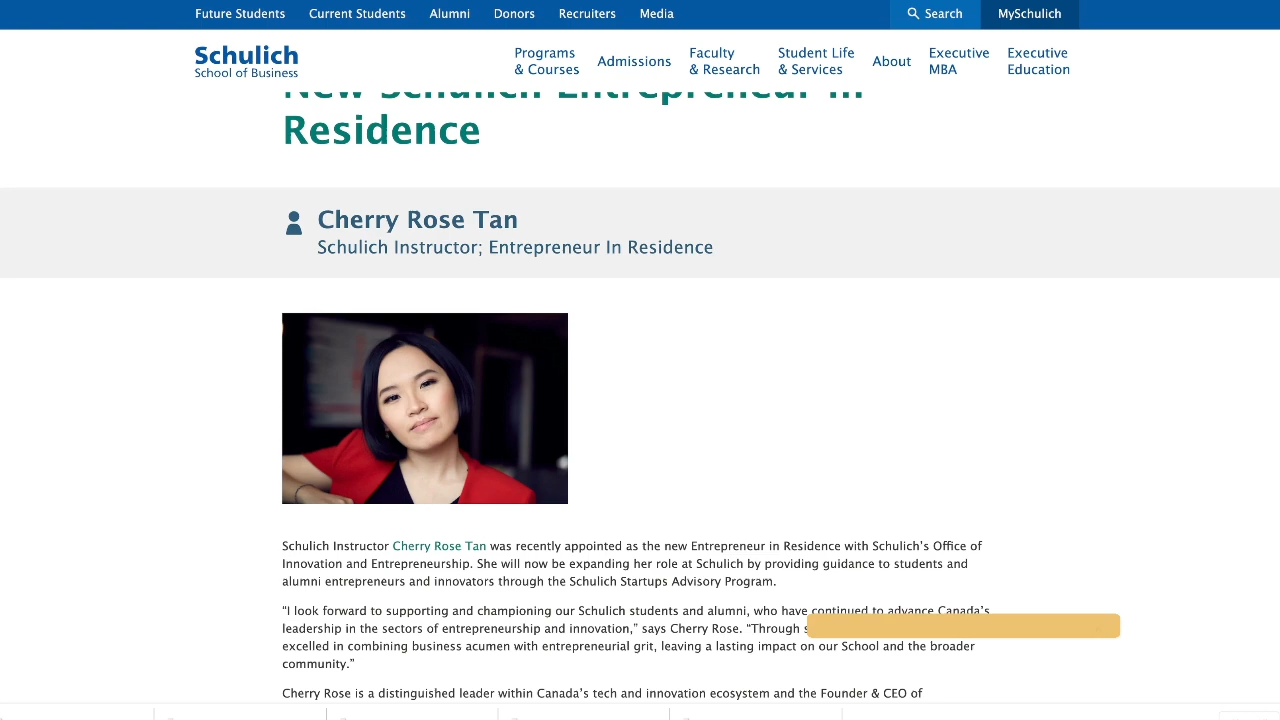 Future Students Current Students Alumni Donors Recruiters Media Search MySchulich
Schulich
School of Business
Programs & Courses Admissions Faculty & Research Student Life & Services About Executive MBA Executive Education
New Schulich Entrepreneur in
Residence
Cherry Rose Tan
Schulich Instructor; Entrepreneur In Residence
Schulich Instructor Cherry Rose Tan was recently appointed as the new Entrepreneur in Residence with Schulich’s Office of
Innovation and Entrepreneurship. She will now be expanding her role at Schulich by providing guidance to students and
alumni entrepreneurs and innovators through the Schulich Startups Advisory Program.
“I look forward to supporting and championing our Schulich students and alumni, who have continued to advance Canada’s
leadership in the sectors of entrepreneurship and innovation,” says Cherry Rose. “Through
excelled in combining business acumen with entrepreneurial grit, leaving a lasting impact on our School and the broader
community.”
Cherry Rose is a distinguished leader within Canada’s tech and innovation ecosystem and the Founder & CEO of